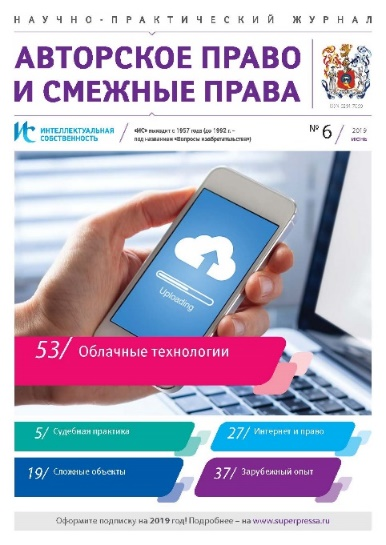 НАУЧНО-ПРАКТИЧЕСКИЙ ЖУРНАЛ
АВТОРСКОЕ ПРАВО
И СМЕЖНЫЕ ПРАВА
ИС ИНТЕЛЛЕКТУАЛЬНАЯ
СОБСТВЕННОСТЬ
«ИС» выходит с 1957 года (до 1992 г. –
под названием «Вопросы изобретательства»)
№ 6 / 2019
ИЮНЬ
Uploading
53/ Облачные технологии
5/ Судебная практика
27/ Интернет и право
19/ Сложные объекты
37/ Зарубежный опыт
Оформите подписку на 2019 год! Подробнее – на www.superpressa.ru